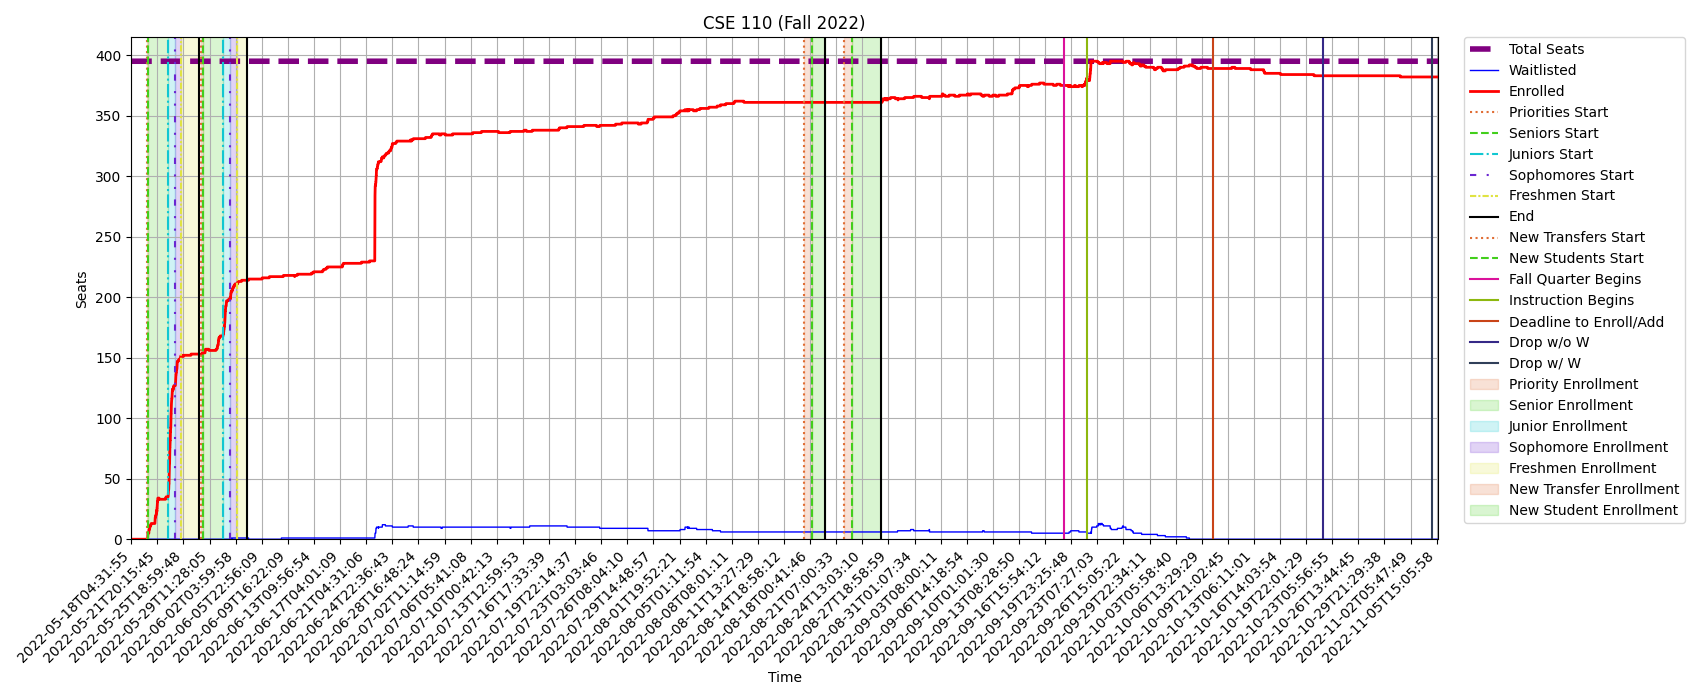 CSE 110 (Fall 2022)
Seats
400
350
300
250
200
150
100
50
0
2022-05-18T04:31:55
2022-05-21T20:15:45
2022-05-25T18:59:48
2022-05-29T11:28:05
2022-06-02T03:59:58
2022-06-05T22:56:09
2022-06-09T16:22:09
2022-06-13T09:56:54
2022-06-17T04:01:09
2022-06-21T04:31:06
2022-06-24T22:36:43
2022-06-28T16:48:24
2022-07-02T11:14:59
2022-07-06T05:41:08
2022-07-10T00:42:13
2022-07-13T12:59:53
2022-07-16T17:33:39
2022-07-19T22:14:37
2022-07-23T03:03:46
2022-07-26T08:04:10
2022-07-29T14:48:57
2022-08-01T19:52:21
2022-08-05T01:11:54
2022-08-08T08:01:11
2022-08-11T13:27:29
2022-08-14T18:58:12
2022-08-18T00:41:46
2022-08-21T07:00:33
2022-08-24T13:03:10
2022-08-27T18:58:59
2022-08-31T01:07:34
2022-09-03T08:00:11
2022-09-06T14:18:54
2022-09-10T01:01:30
2022-09-13T08:28:50
2022-09-16T15:54:12
2022-09-19T23:25:48
2022-09-23T07:27:03
2022-09-26T15:05:22
2022-09-29T22:34:11
2022-10-03T05:58:40
2022-10-06T13:29:29
2022-10-09T21:02:45
2022-10-13T06:11:01
2022-10-16T14:03:54
2022-10-19T22:01:29
2022-10-23T05:56:55
2022-10-26T13:44:45
2022-10-29T21:29:38
2022-11-02T05:47:49
2022-11-05T15:05:58
Time
Total Seats
Waitlisted
Enrolled
Priorities Start
Seniors Start
Juniors Start
Sophomores Start
Freshmen Start
End
New Transfers Start
New Students Start
Fall Quarter Begins
Instruction Begins
Deadline to Enroll/Add
Drop w/o W
Drop w/ W
Priority Enrollment
Senior Enrollment
Junior Enrollment
Sophomore Enrollment
Freshmen Enrollment
New Transfer Enrollment
New Student Enrollment